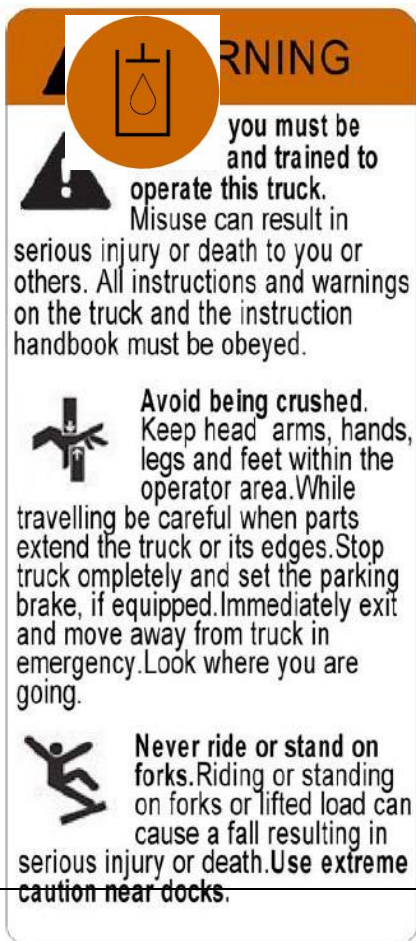 RNING
you must be
and trained to
operate this truck.
Misuse can result in
serious injury or death to you or
others. All instructions and warnings
on the truck and the instruction
handbook must be obeyed.
Avoid being crushed.
Keep head arms, hands,
legs and feet within the
operator area.While
travelling be careful when parts
extend the truck or its edges.Stop
truck ompletely and set the parking
brake, if equipped.Immediately exit
and move away from truck in
emergency.Look where you are
going.
Never ride or stand on
forks.Riding or standing
on forks or lifted load can
cause a fall resulting in
serious injury or death.Use extreme
caution near docks.